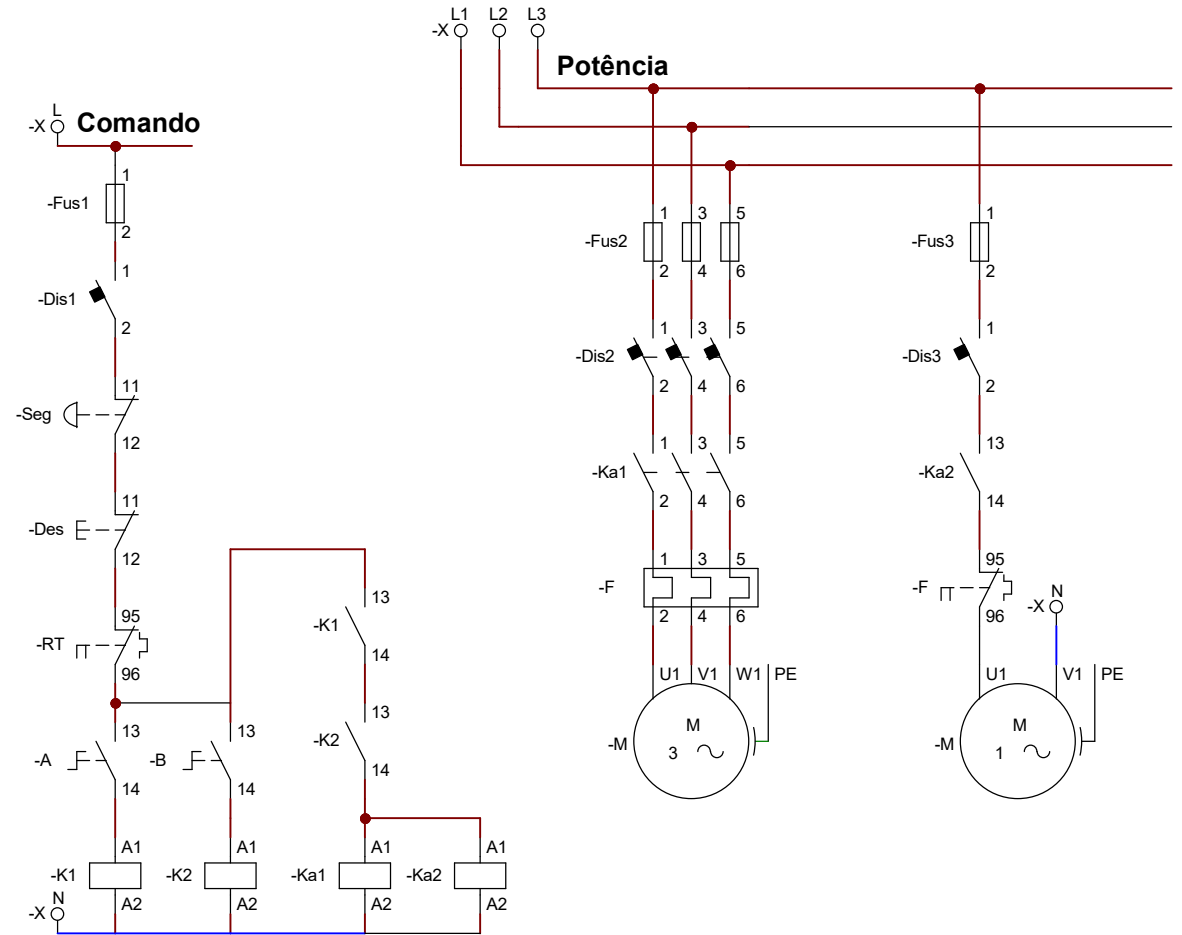 L1 L2 L3
-X
Potência
L
-X
Comando
1
-Fus1
2
1
-Dis1
2
11
-Seg
12
11
-Des
12
95
-RT
96
13
-A
14
13
-B
14
13
-K1
14
13
-K2
14
A1 A1 A1 A1
-K1 -K2 -Ka1 -Ka2
A2 A2 A2 A2
N
-X
1 3 5
-Fus2
2 4 6
1 3 5
-Dis2
2 4 6
1 3 5
-Ka1
2 4 6
1 3 5
-F
2 4 6
U1 V1 W1 PE
M
-M
3
1
-Fus3
2
1
-Dis3
2
13
-Ka2
14
95
-F
96
N
-X
U1 V1 PE
M
-M
1